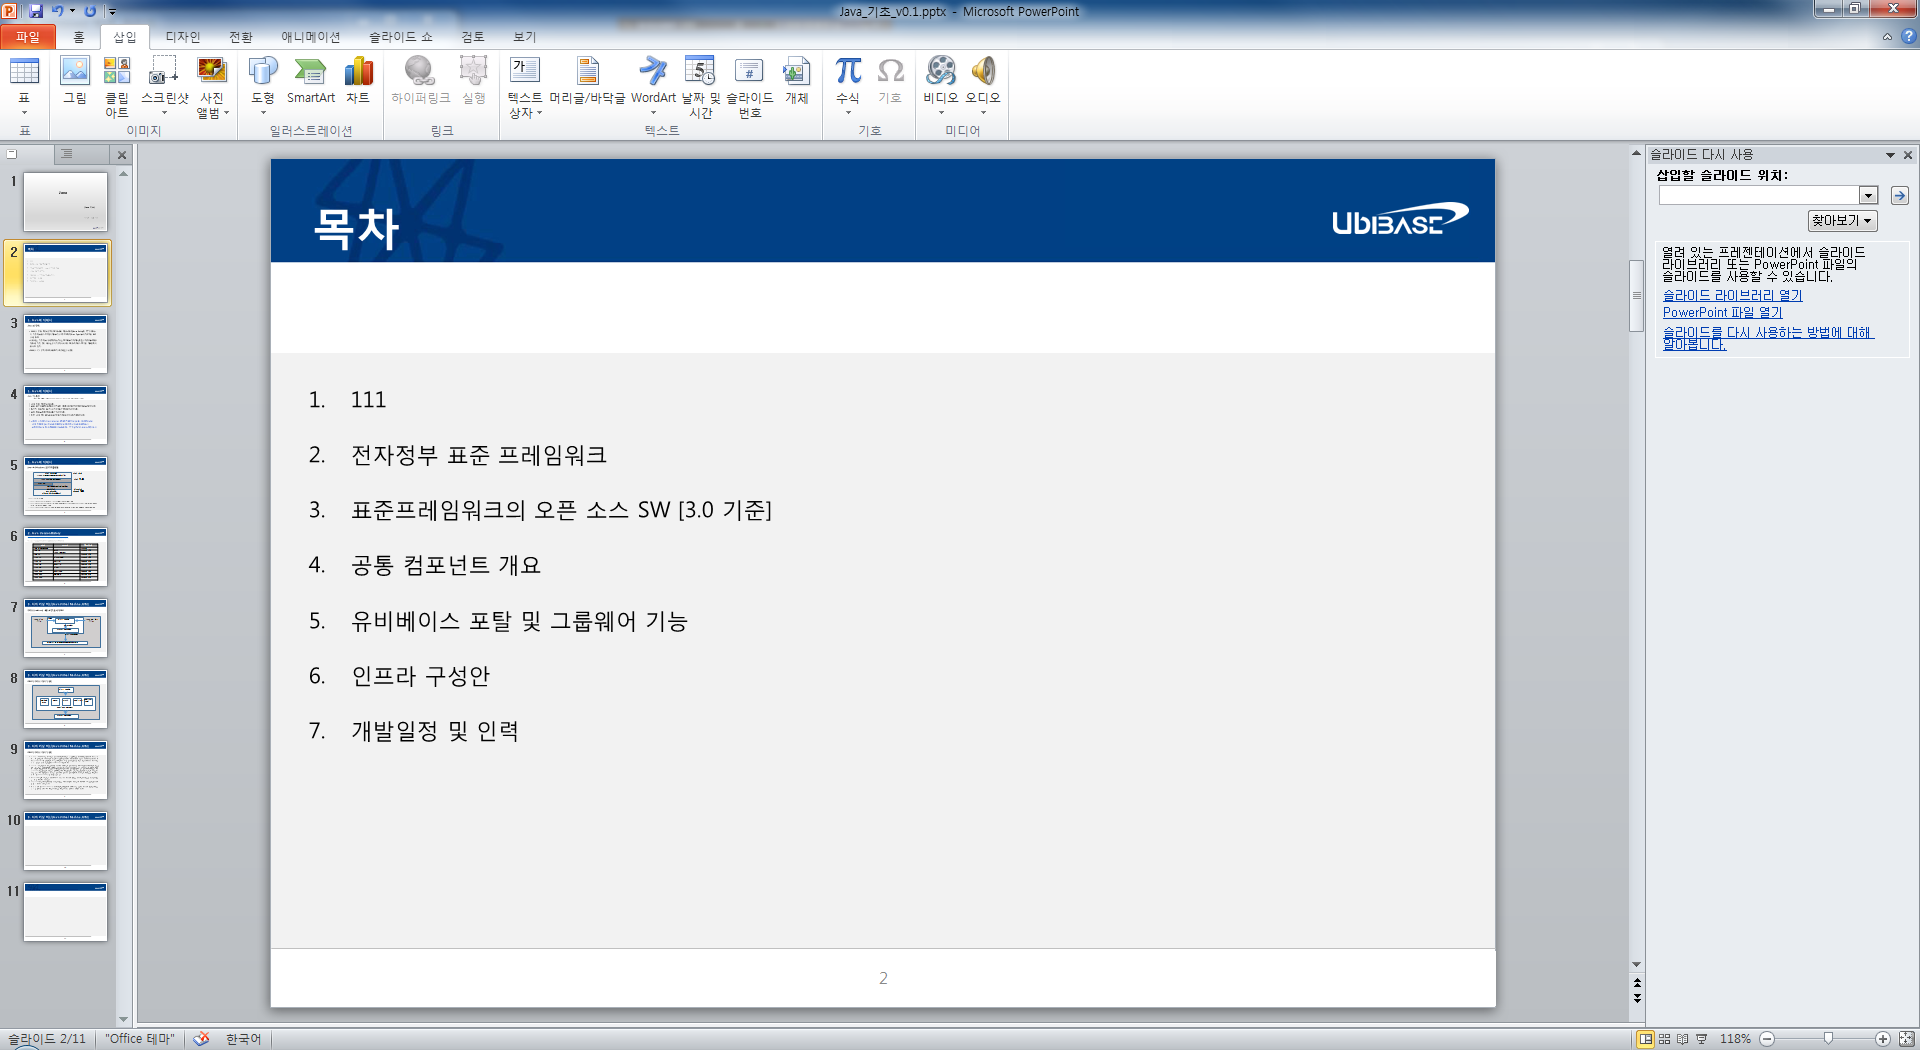 Java_기초_v0.1.pptx - Microsoft PowerPoint
파일 홈 삽입 디자인 전환 애니메이션 슬라이드 쇼 검토 보기
표
그림
클립
아트
스크린샷
사진
앨범
도형
SmartArt
차트
하이퍼링크
실행
텍스트
상자
머리글/바닥글
WordArt
날짜 및
시간
슬라이드
번호
개체
수식
기호
비디오
오디오
표 이미지 일러스트레이션 링크 텍스트 기호 미디어
1
2
3
4
5
6
7
8
9
10
11
목차
UbiBASE
1. 111
2. 전자정부 표준 프레임워크
3. 표준프레임워크의 오픈 소스 SW [3.0 기준]
4. 공통 컴포넌트 개요
5. 유비베이스 포탈 및 그룹웨어 기능
6. 인프라 구성안
7. 개발일정 및 인력
2
슬라이드 다시 사용
삽입할 슬라이드 위치:
찾아보기
열려 있는 프레젠테이션에서 슬라이드
라이브러리 또는 PowerPoint 파일의
슬라이드를 사용할 수 있습니다.
슬라이드 라이브러리 열기
PowerPoint 파일 열기
슬라이드를 다시 사용하는 방법에 대해
알아봅니다.
슬라이드 2/11 "Office 테마" 한국어 118%